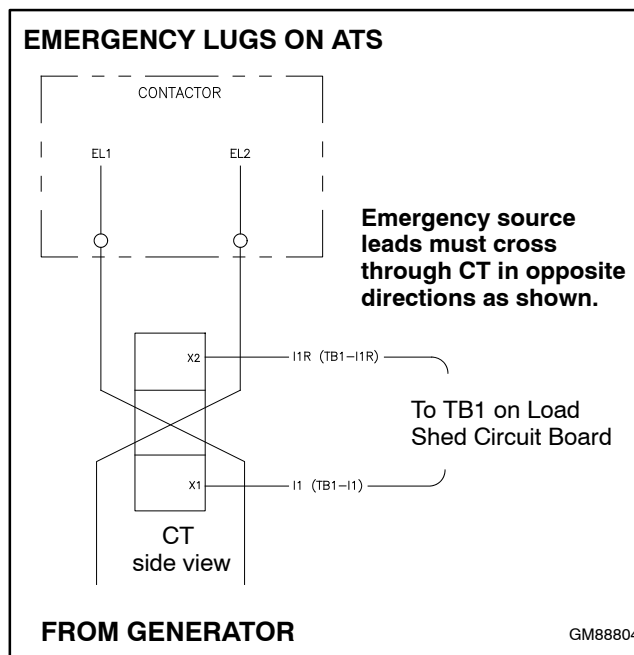 EMERGENCY LUGS ON ATS
CONTACTOR
EL1
EL2
Emergency source
leads must cross
through CT in opposite
directions as shown.
X2
I1R (TB1-I1R)
To TB1 on Load
Shed Circuit Board
X1
I1 (TB1-I1)
CT
side view
FROM GENERATOR
GM88804